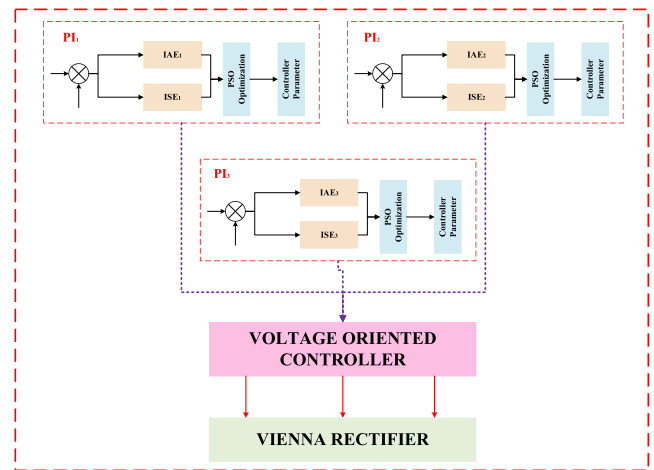 PI₁
IAE₁
ISE₁
PSO
Optimization
Controller
Parameter
PI₂
IAE₂
ISE₂
PSO
Optimization
Controller
Parameter
PI₃
IAE₃
ISE₃
PSO
Optimization
Controller
Parameter
VOLTAGE ORIENTED
CONTROLLER
VIENNA RECTIFIER